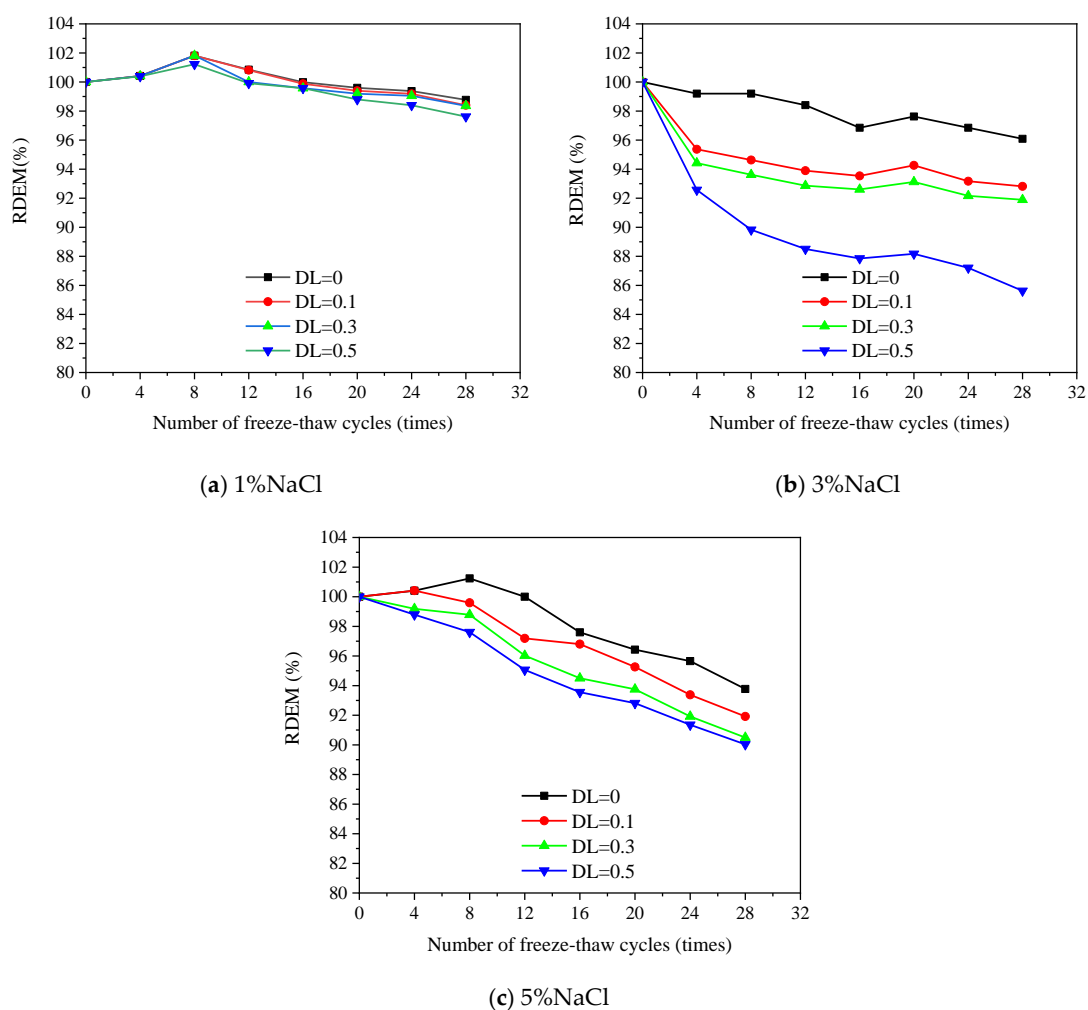 104
102
100
98
96
94
92
90
88
86
84
82
80
RDEM(%)
DL=0
DL=0.1
DL=0.3
DL=0.5
0 4 8 12 16 20 24 28 32
Number of freeze-thaw cycles (times)
(a) 1%NaCl
104
102
100
98
96
94
92
90
88
86
84
82
80
RDEM (%)
DL=0
DL=0.1
DL=0.3
DL=0.5
0 4 8 12 16 20 24 28 32
Number of freeze-thaw cycles (times)
(b) 3%NaCl
104
102
100
98
96
94
92
90
88
86
84
82
80
RDEM (%)
DL=0
DL=0.1
DL=0.3
DL=0.5
0 4 8 12 16 20 24 28 32
Number of freeze-thaw cycles (times)
(c) 5%NaCl